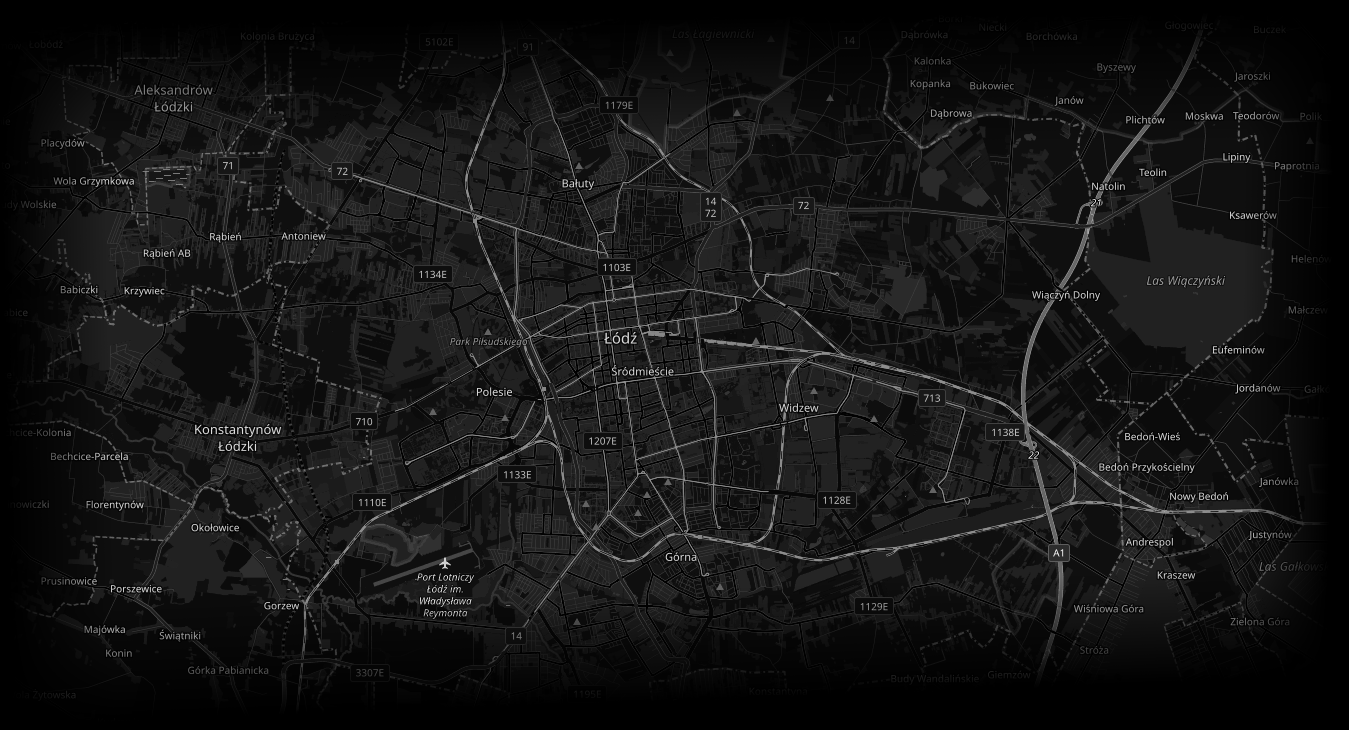 Głogowiec
Niecki
Buczek
Las Łagiewnicki
Dąbrówka
Kolonia Brużyca
Borchówka
14
5102E
Łobódź
91
Kalonka
Byszewy
Jaroszki
Kopanka
Bukowiec
Aleksandrów
Łódzki
Janów
1179E
Dąbrowa
Plichtów
Moskwa
Teodorów
Polik
Placydów
Lipiny
71
Paprotnia
72
Teolin
Wola Grzymkowa
Bałuty
Natolin
14
72
72
21
dy Wolskie
Ksawerów
Rąbień
Antoniew
Rąbień AB
Helenów
1103E
1134E
Las Wiączyński
Babiczki
Krzywiec
Wiączyń Dolny
Małczew
Łódź
Park Piłsudskiego
Eufeminów
Śródmieście
Polesie
Jordanów
Gałk
713
Widzew
710
Konstantynów
Łódzki
chcice-Kolonia
1138E
Bedoń-Wieś
1207E
Bechcice-Parcela
22
Bedoń Przykościelny
1133E
Janówka
Nowy Bedoń
1110E
1128E
nowiczki
Florentynów
Okołowice
Justynów
Andrespol
A1
Górna
Las Gałkows
Port Lotniczy
Łódź im.
Władysława
Reymonta
Kraszew
Prusinowice
Porszewice
Gorzew
1129E
Wiśniowa Góra
Zielona Góra
Majówka
Świątniki
14
Konin
Stróża
Górka Pabianicka
3307E
Budy Wandalińskie
Giemzów
Żytowska
1195E
Konstantyna